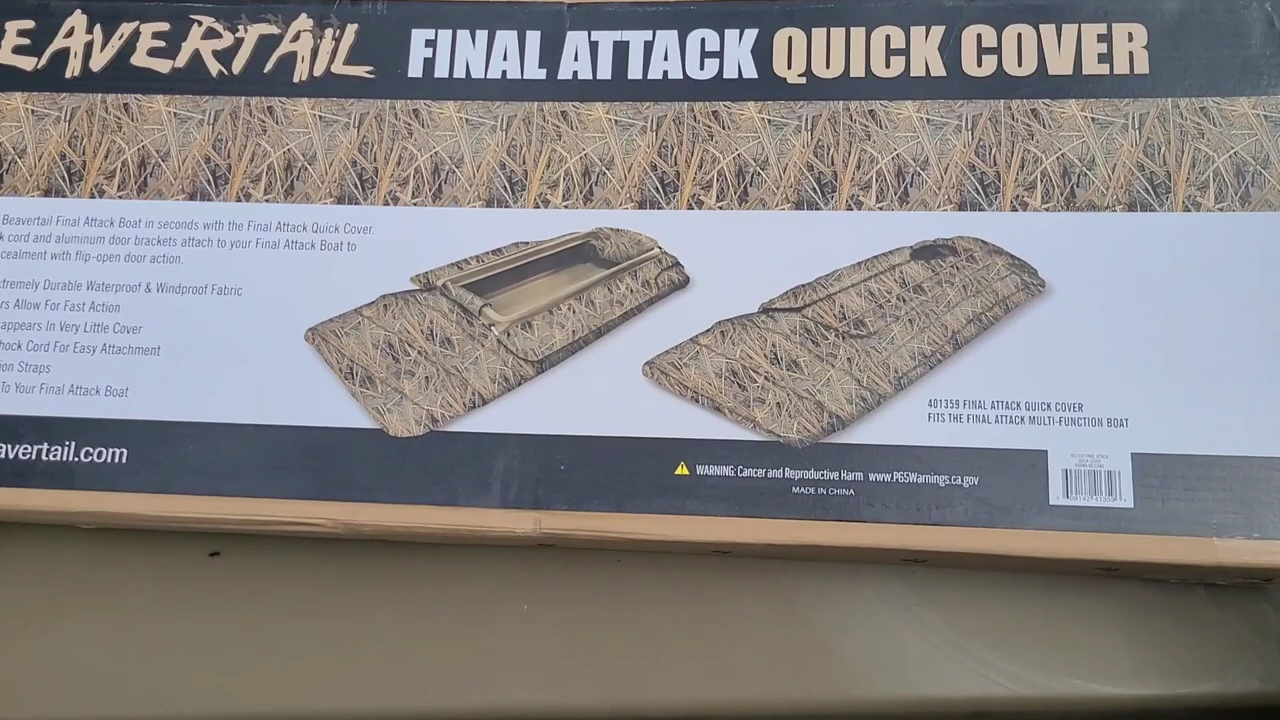 EAVERTAIL FINAL ATTACK QUICK COVER
Beavertail Final Attack Boat in seconds with the Final Attack Quick Cover.
k cord and aluminum door brackets attach to your Final Attack Boat to
cealment with flip-open door action.
tremely Durable Waterproof & Windproof Fabric
rs Allow For Fast Action
appears In Very Little Cover
hock Cord For Easy Attachment
ion Straps
To Your Final Attack Boat
401359 FINAL ATTACK QUICK COVER
FITS THE FINAL ATTACK MULTI-FUNCTION BOAT
avertail.com
WARNING: Cancer and Reproductive Harm www.P65Warnings.ca.gov
MADE IN CHINA